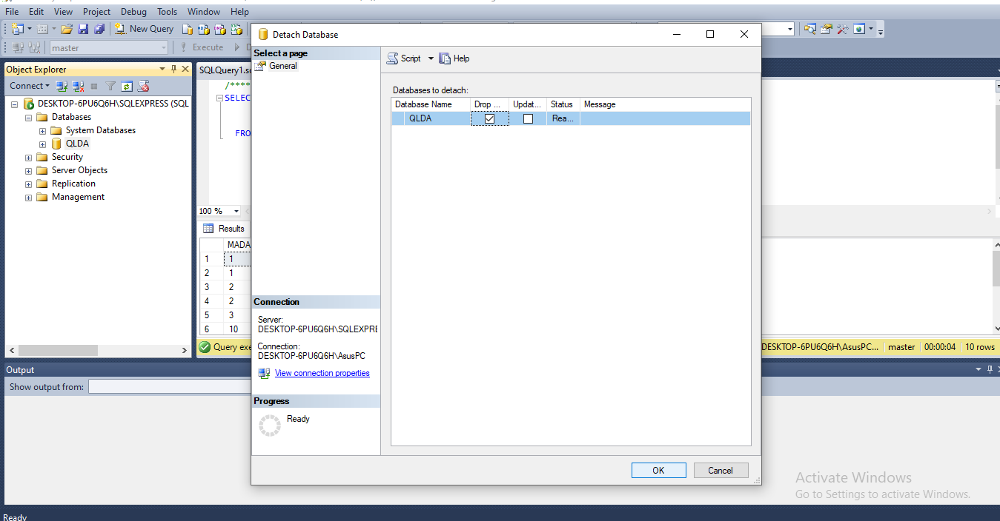 File Edit View Project Debug Tools Window Help
New Query
master
Execute
Object Explorer
Connect
DESKTOP-6PU6Q6H\SQLEXPRESS (SQL
Databases
System Databases
QLDA
Security
Server Objects
Replication
Management
SQLQuery1.s
/****
SELEC
FRO
100 %
Results
MADA
1 1
2 1
3 2
4 2
5 3
6 10
Query exe
Detach Database
Select a page
General
Script Help
Databases to detach:
Database Name Drop ... Updat... Status Message
QLDA Rea...
Connection
Server:
DESKTOP-6PU6Q6H\SQLEXPRE
Connection:
DESKTOP-6PU6Q6H\AsusPC
View connection properties
Progress
Ready
OK Cancel
DESKTOP-6PU6Q6H\AsusPC... master 00:00:04 10 rows
Output
Show output from:
Activate Windows
Go to Settings to activate Windows.
Ready